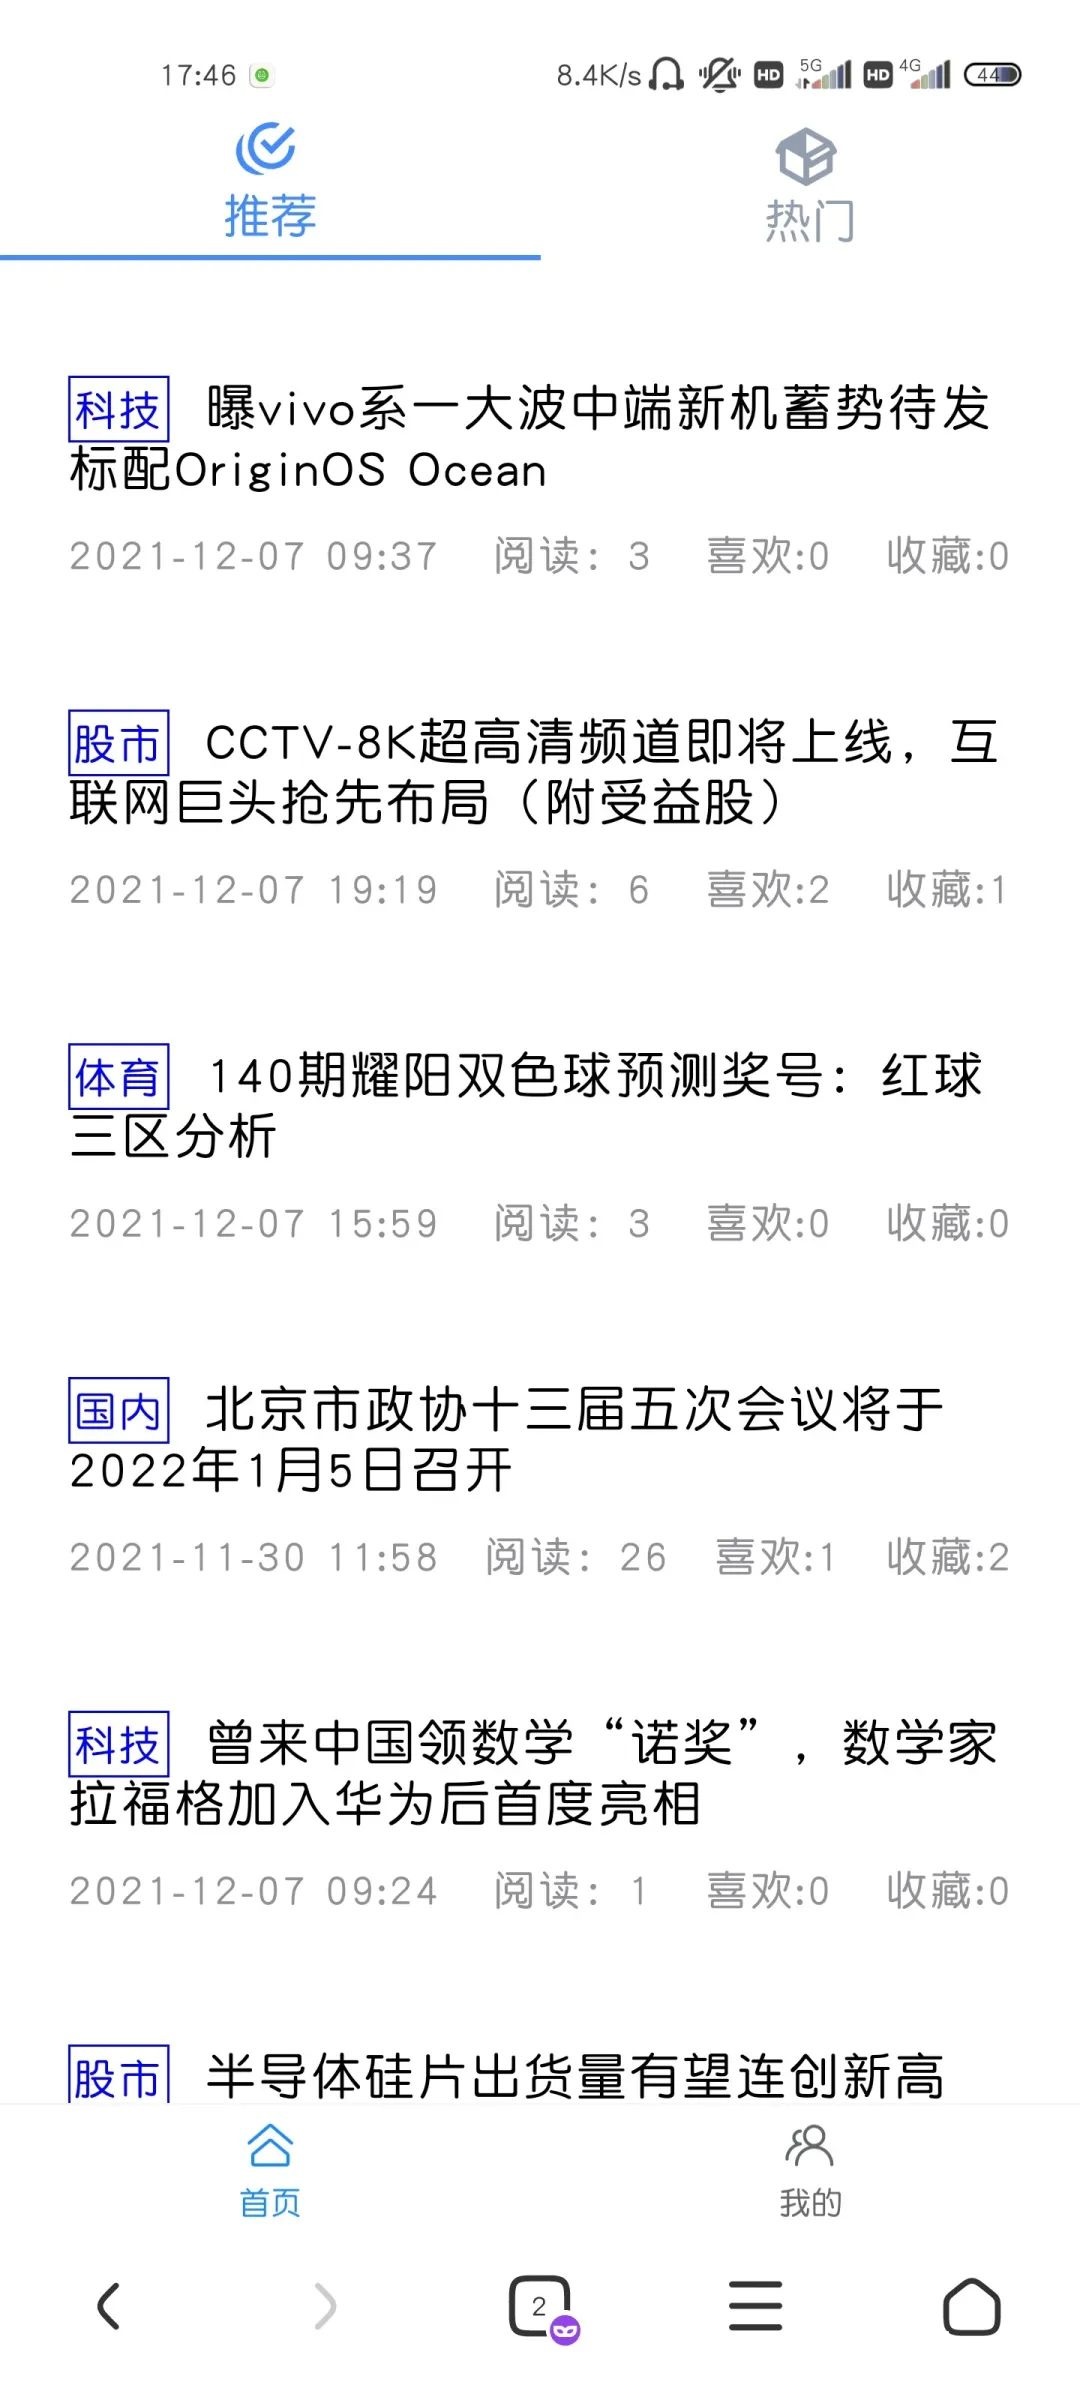 17:46 8.4K/s HD 5G HD 4G 44
推荐 热门
科技 曝vivo系一大波中端新机蓄势待发
标配OriginOS Ocean
2021-12-07 09:37 阅读：3 喜欢:0 收藏:0
股市 CCTV-8K超高清频道即将上线，互
联网巨头抢先布局（附受益股）
2021-12-07 19:19 阅读：6 喜欢:2 收藏:1
体育 140期耀阳双色球预测奖号：红球
三区分析
2021-12-07 15:59 阅读：3 喜欢:0 收藏:0
国内 北京市政协十三届五次会议将于
2022年1月5日召开
2021-11-30 11:58 阅读：26 喜欢:1 收藏:2
科技 曾来中国领数学“诺奖”，数学家
拉福格加入华为后首度亮相
2021-12-07 09:24 阅读：1 喜欢:0 收藏:0
股市 半导体硅片出货量有望连创新高
首页 我的
2